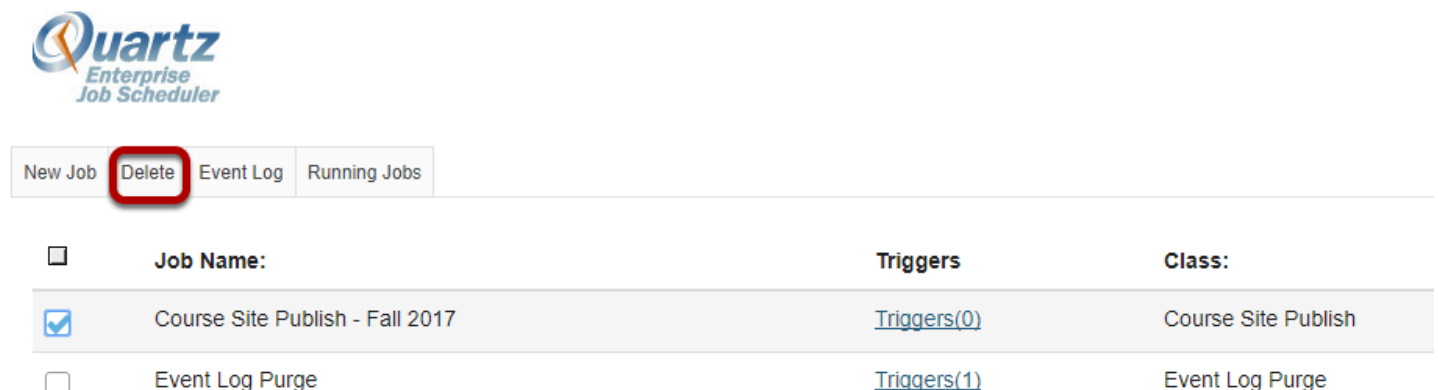 Quartz
Enterprise
Job Scheduler
New Job Delete Event Log Running Jobs
Job Name: Triggers Class:
Course Site Publish - Fall 2017 Triggers(0) Course Site Publish
Event Log Purge Triggers(1) Event Log Purge